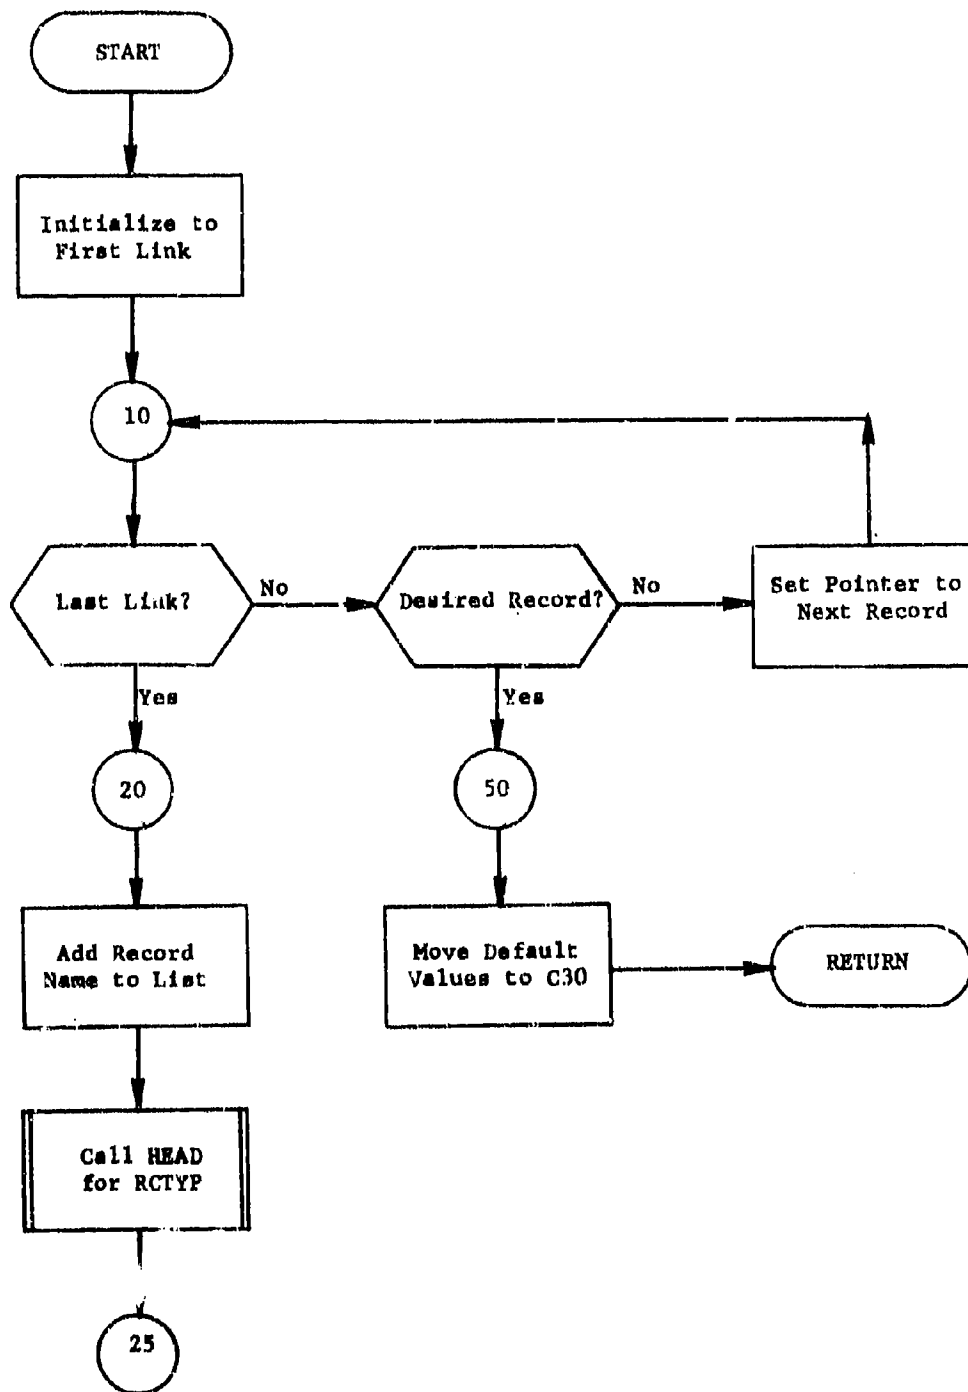 START
Initialize to
First Link
10
Last Link?
No
Desired Record?
No
Set Pointer to
Next Record
Yes
Yes
20
50
Add Record
Name to List
Move Default
Values to C30
RETURN
Call HEAD
for RCTYP
25